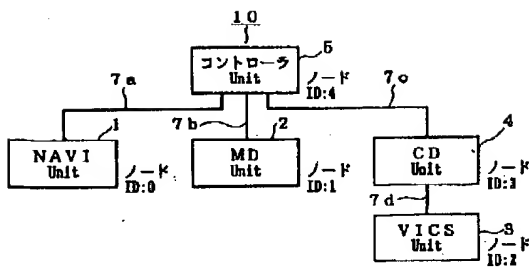 10
5
コントローラ
Unit
ノード
ID:4
7a
7b
7c
1
NAVI
Unit
ノード
ID:0
2
MD
Unit
ノード
ID:1
4
CD
Unit
ノード
ID:3
7d
3
VICS
Unit
ノード
ID:2